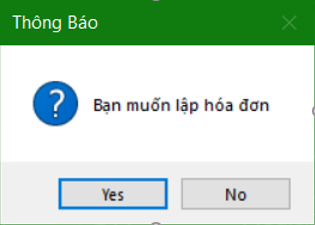 Thông Báo
Bạn muốn lập hóa đơn
Yes
No